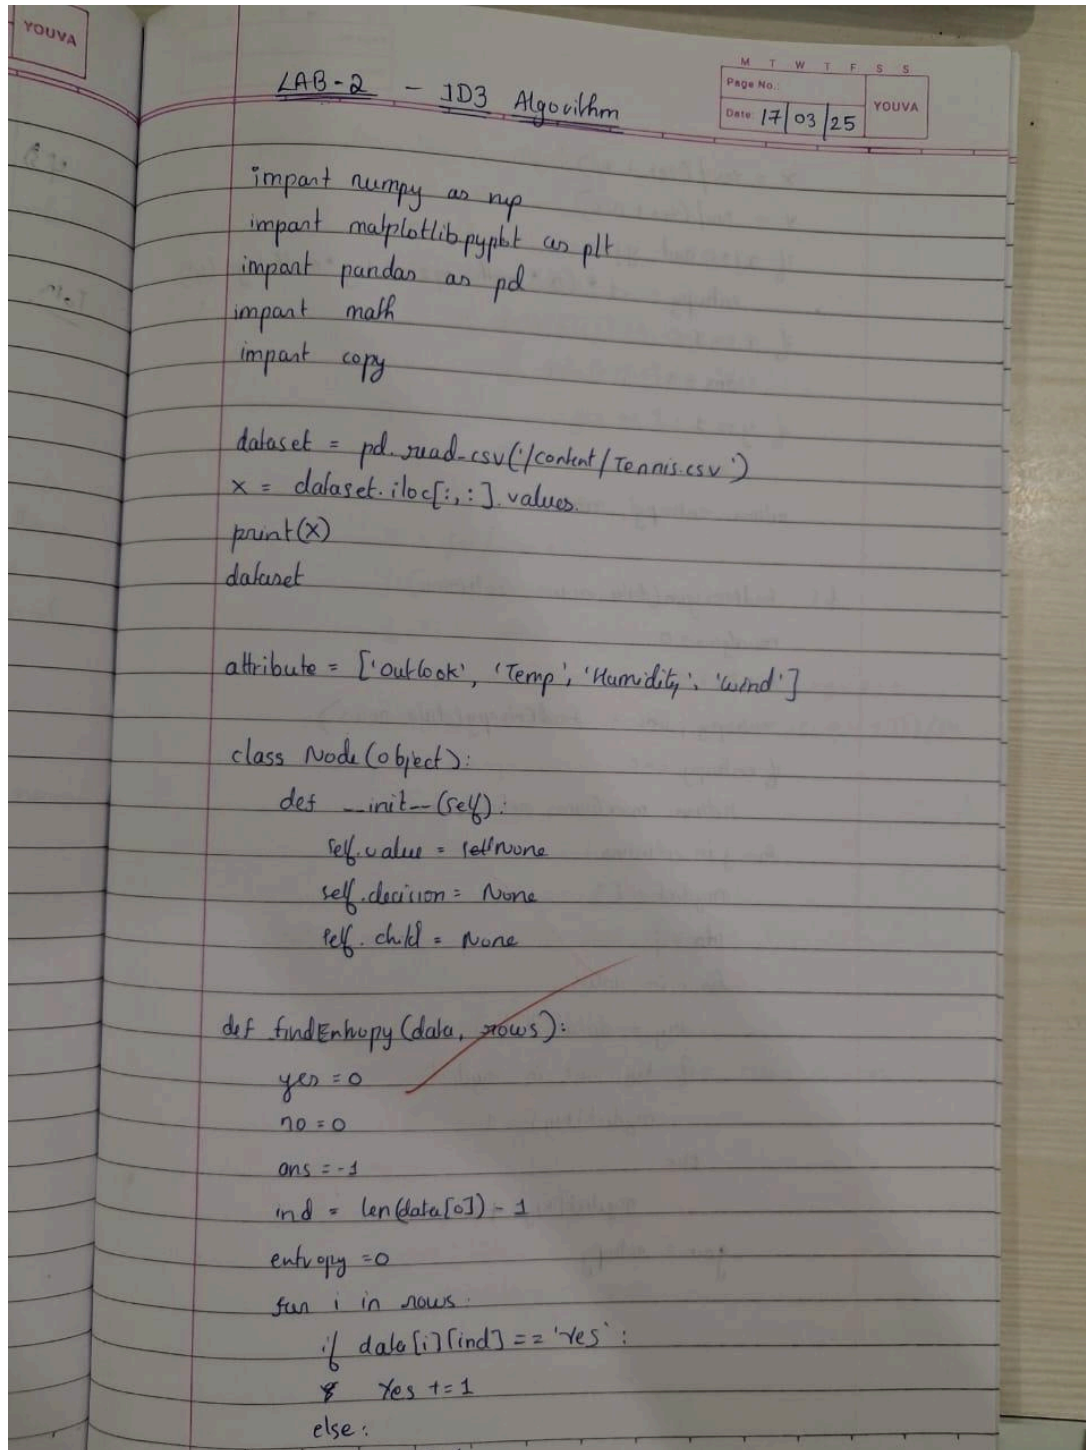 YOUVA
LAB-2 - ID3 Algorithm
M T W T F S S
Page No.:
Date: 17/03/25
YOUVA
import numpy as np
import matplotlib.pyplot as plt
import pandas as pd
import math
import copy
dataset = pd.read_csv('/content/Tennis.csv')
X = dataset.iloc[:,:].values
print(X)
dataset
attribute = ['outlook', 'Temp', 'Humidity', 'wind']
class Node(object):
def __init__(self):
self.value = None
self.decision = None
self.child = None
def findEntropy(data, rows):
yes = 0
no = 0
ans = -1
ind = len(data[0]) - 1
entropy = 0
for i in rows:
if data[i][ind] == 'Yes':
Yes += 1
else: